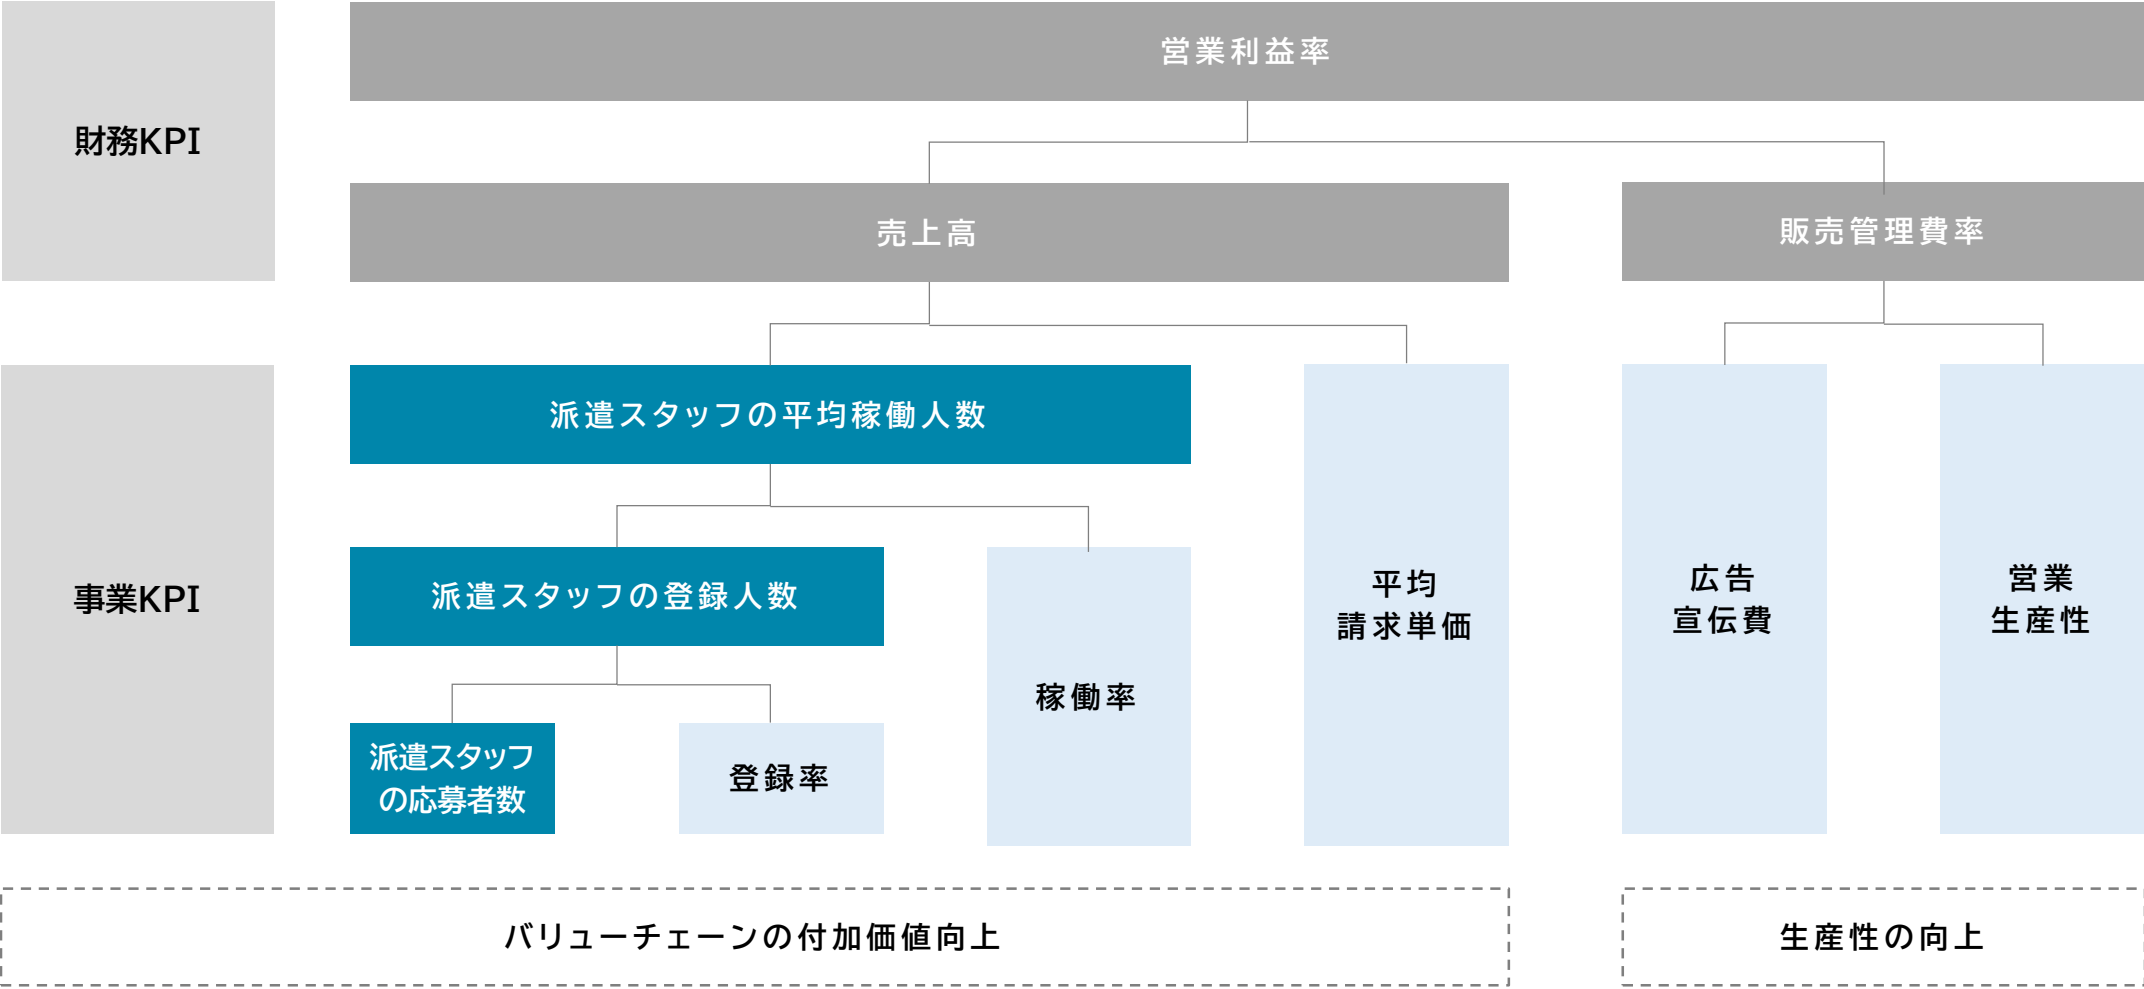 財務KPI
営業利益率
売上高
販売管理費率
事業KPI
派遣スタッフの平均稼働人数
派遣スタッフの登録人数
派遣スタッフ
の応募者数
登録率
稼働率
平均
請求単価
広告
宣伝費
営業
生産性
バリューチェーンの付加価値向上
生産性の向上